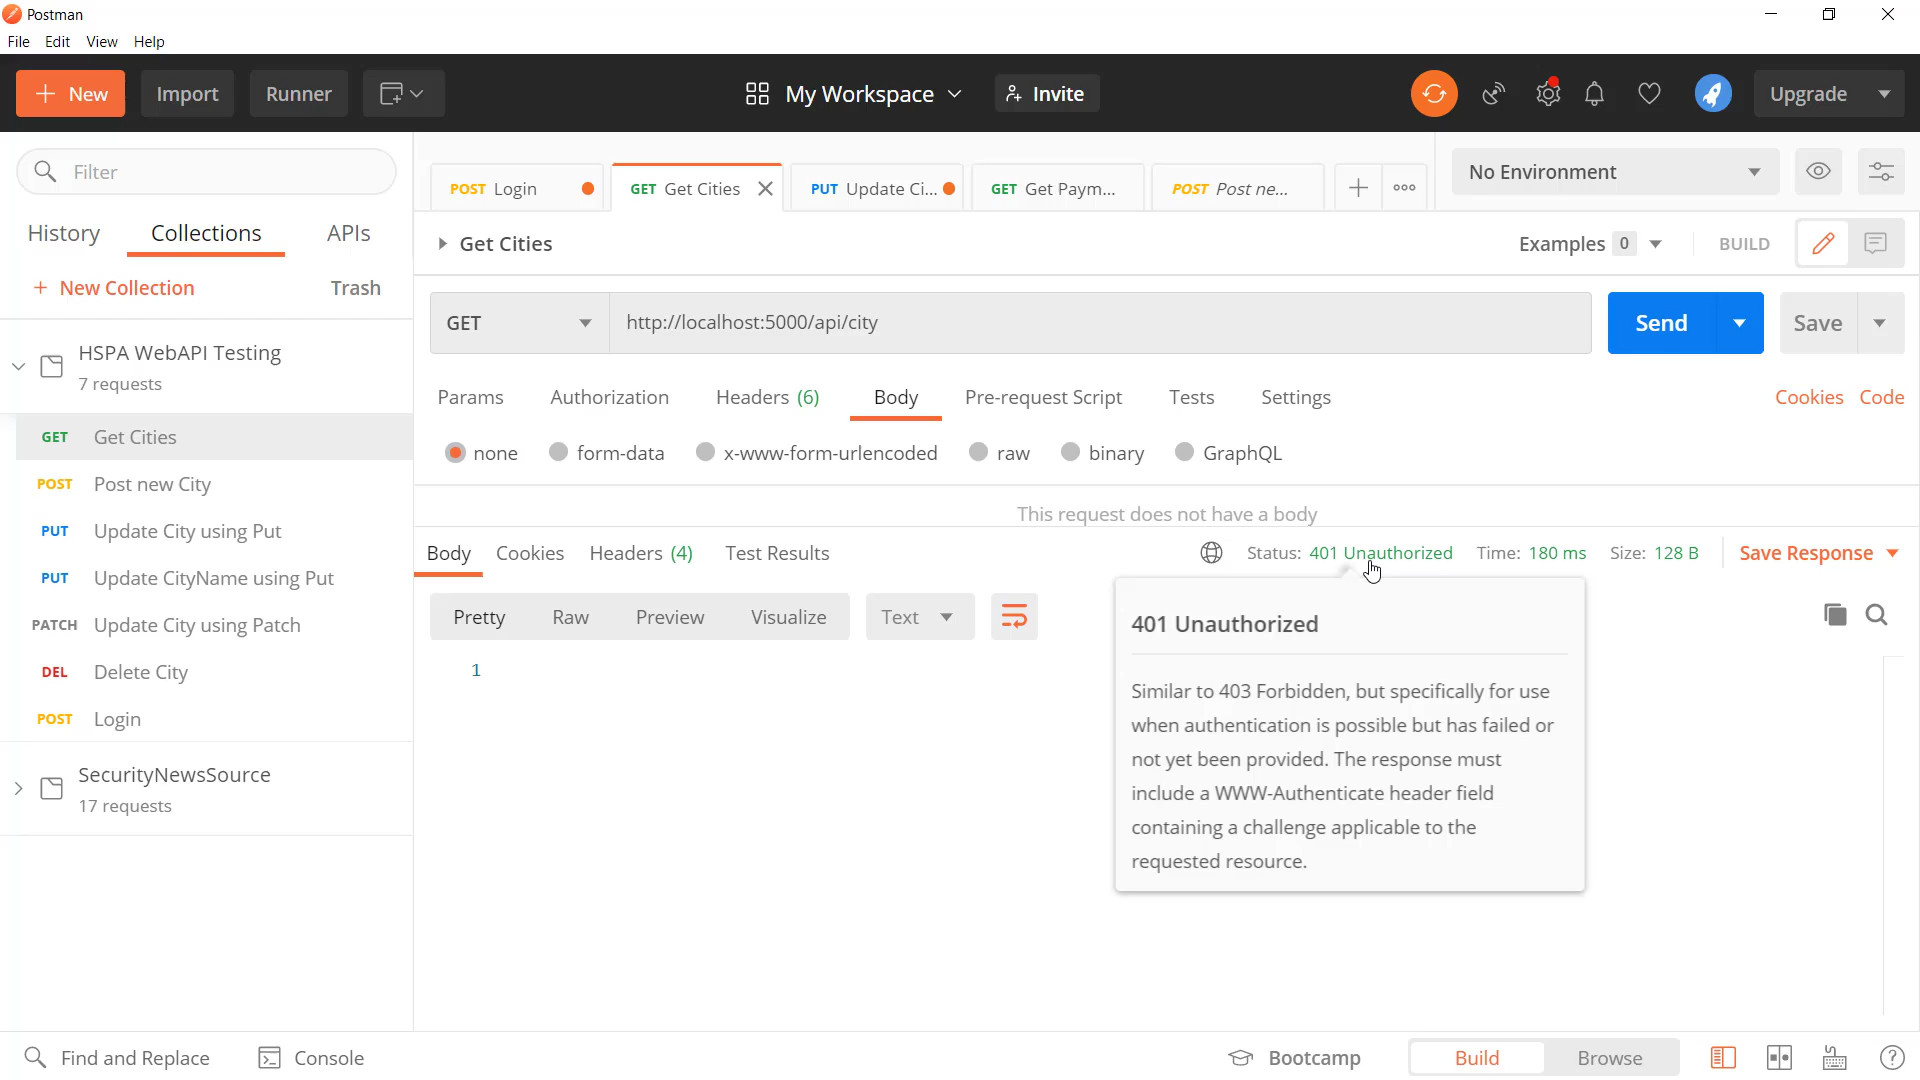 Postman
File Edit View Help
New Import Runner My Workspace Invite Upgrade
Filter
History Collections APIs
New Collection Trash
HSPA WebAPI Testing
7 requests
GET Get Cities
POST Post new City
PUT Update City using Put
PUT Update CityName using Put
PATCH Update City using Patch
DEL Delete City
POST Login
SecurityNewsSource
17 requests
POST Login GET Get Cities PUT Update Ci... GET Get Paym... POST Post ne...
No Environment
Get Cities Examples 0 BUILD
GET http://localhost:5000/api/city Send Save
Params Authorization Headers (6) Body Pre-request Script Tests Settings Cookies Code
none form-data x-www-form-urlencoded raw binary GraphQL
This request does not have a body
Body Cookies Headers (4) Test Results Status: 401 Unauthorized Time: 180 ms Size: 128 B Save Response
Pretty Raw Preview Visualize Text
1
401 Unauthorized
Similar to 403 Forbidden, but specifically for use
when authentication is possible but has failed or
not yet been provided. The response must
include a WWW-Authenticate header field
containing a challenge applicable to the
requested resource.
Find and Replace Console Bootcamp Build Browse